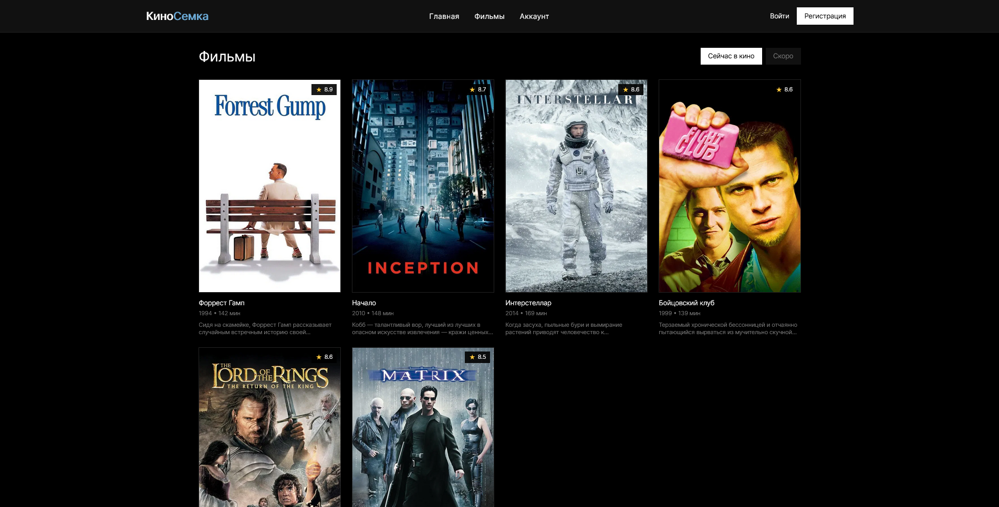 КиноСемка
Главная
Фильмы
Аккаунт
Войти
Регистрация
Фильмы
Сейчас в кино
Скоро
★ 8.9
Forrest Gump
Форрест Гамп
1994 • 142 мин
Сидя на скамейке, Форрест Гамп рассказывает
случайным встречным историю своей...
★ 8.7
INCEPTION
Начало
2010 • 148 мин
Кобб — талантливый вор, лучший из лучших в
опасном искусстве извлечения — кражи ценных...
★ 8.6
INTERSTELLAR
Интерстеллар
2014 • 169 мин
Когда засуха, пыльные бури и вымирание
растений приводят человечество к...
★ 8.6
FIGHT
CLUB
Бойцовский клуб
1999 • 139 мин
Терзаемый хронической бессонницей и отчаянно
пытающийся вырваться из мучительно скучной...
★ 8.6
THE
LORD OF THE RINGS
THE RETURN OF THE KING
★ 8.5
THE
MATRIX